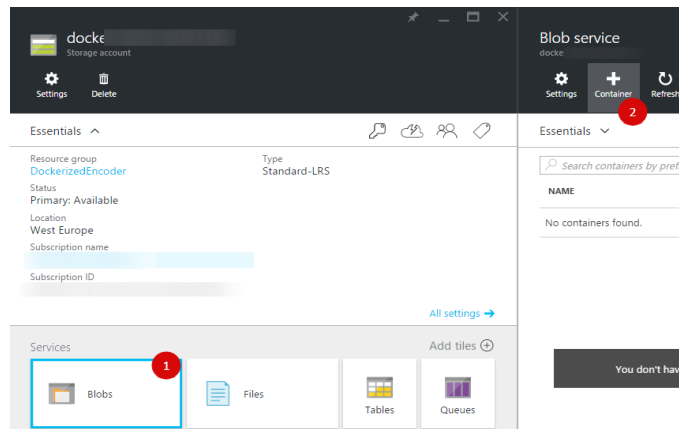 docke
Storage account
Settings
Delete
Essentials
Resource group
DockerizedEncoder
Type
Standard-LRS
Status
Primary: Available
Location
West Europe
Subscription name
Subscription ID
All settings
Services
Add tiles
1
Blobs
Files
Tables
Queues
Blob service
docke
Settings
Container
Refresh
2
Essentials
Search containers by pref
NAME
No containers found.
You don't hav